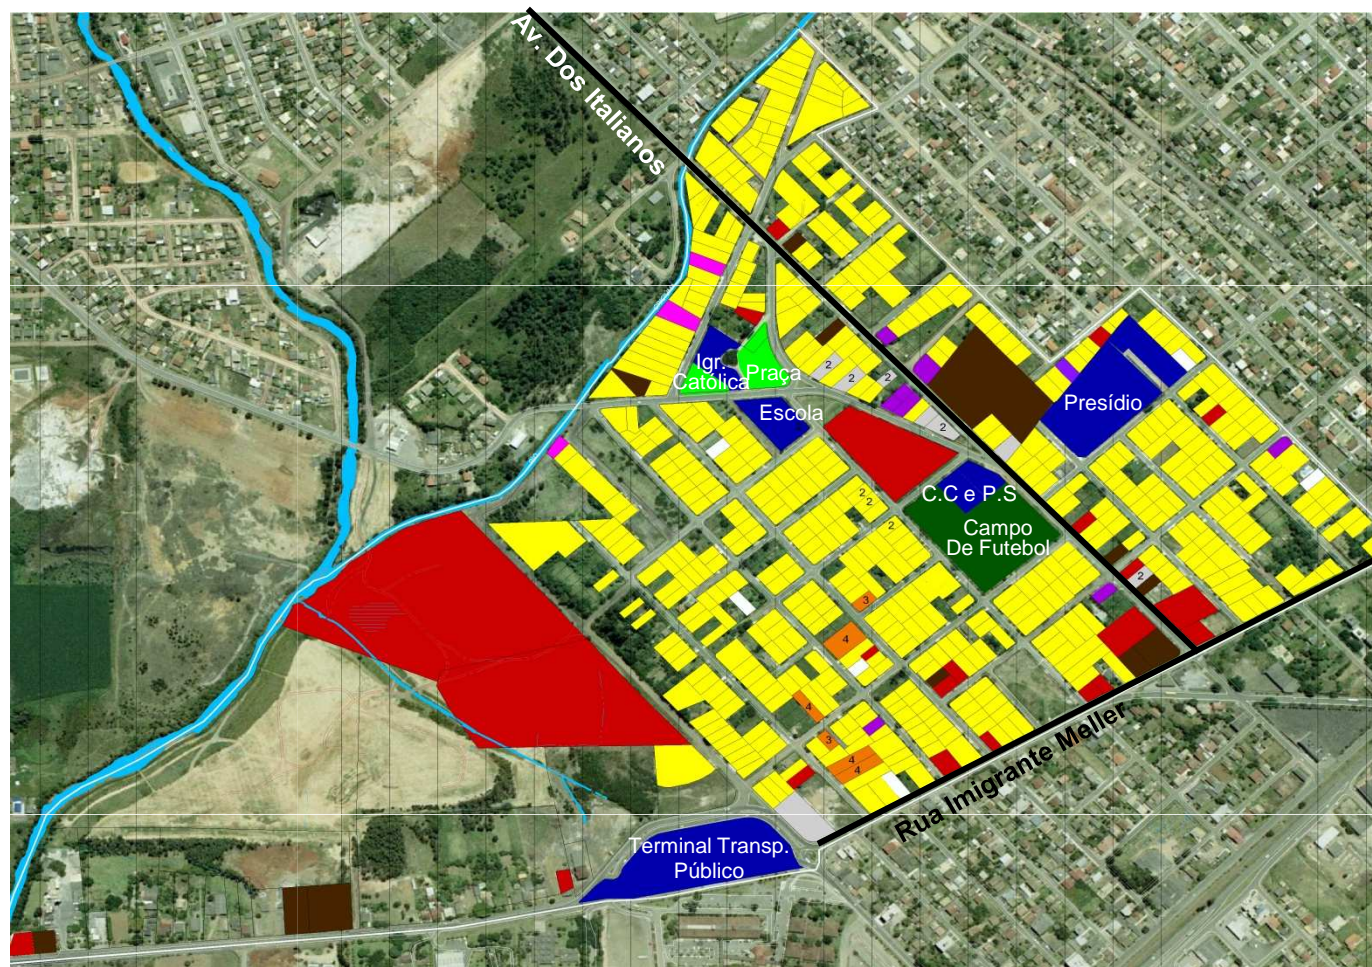 Av. Dos Italianos
Igr.
Católica
Praça
Escola
2
2
2
2
Presídio
C.C e P.S
Campo
De Futebol
2
2
2
2
3
4
4
3
4
4
Rua Imigrante Meller
Terminal Transp.
Público